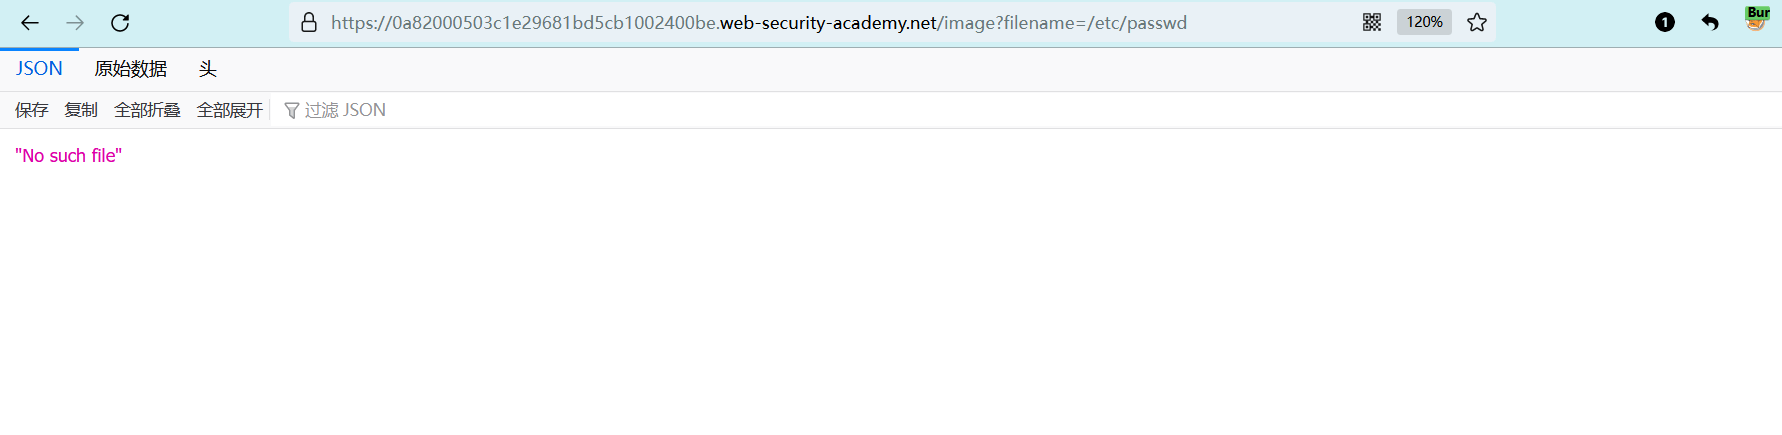 https://0a82000503c1e29681bd5cb1002400be.web-security-academy.net/image?filename=/etc/passwd 120% 1 Bur
JSON 原始数据 头
保存 复制 全部折叠 全部展开 过滤 JSON
"No such file"